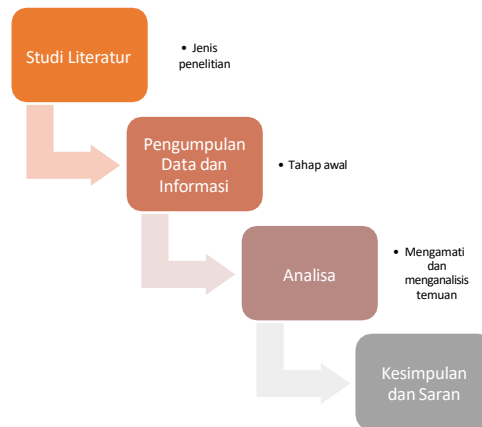 Studi Literatur
• Jenis
penelitian
Pengumpulan
Data dan
Informasi
• Tahap awal
Analisa
• Mengamati
dan
menganalisis
temuan
Kesimpulan
dan Saran